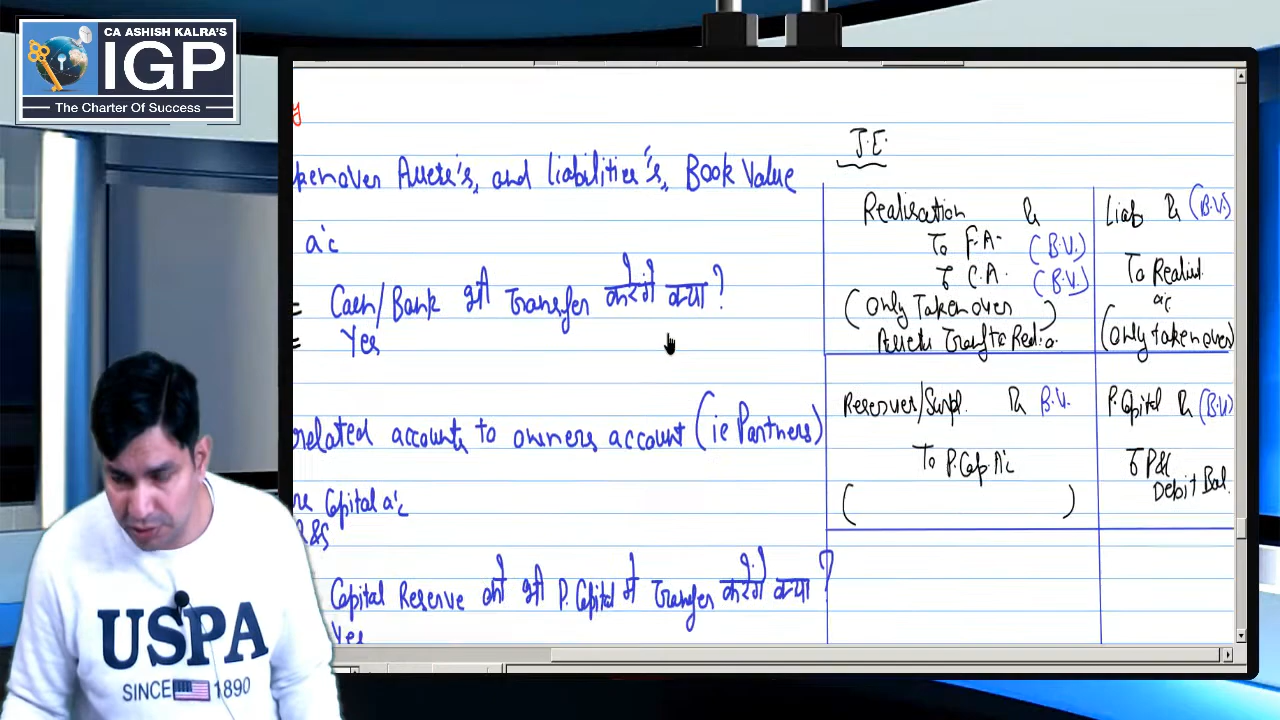 CA ASHISH KALRA'S
IGP
The Charter Of Success
y
kenover Assets's, and Liabilities's, Book Value
a/c
= Cash/Bank भी Transfer करेंगे क्या?
= Yes
related accounts to owners account (ie Partners)
re Capital a/c
R&S
Capital Reserve को भी P. Capital मे Transfer करेंगे क्या?
Yes
J.E.
Realisation Dr
To F.A. (B.V.)
To C.A. (B.V.)
(Only Takenover
Assets Transf to Realia.)
Liab Dr (B.V.)
To Realisat.
a/c
(Only takenover)
Reserves/Surpl. Dr B.V.
To P. Cap. A/c
( )
P. Capital Dr (B.V)
To P&L
Debit Bal.
USPA
SINCE 1890